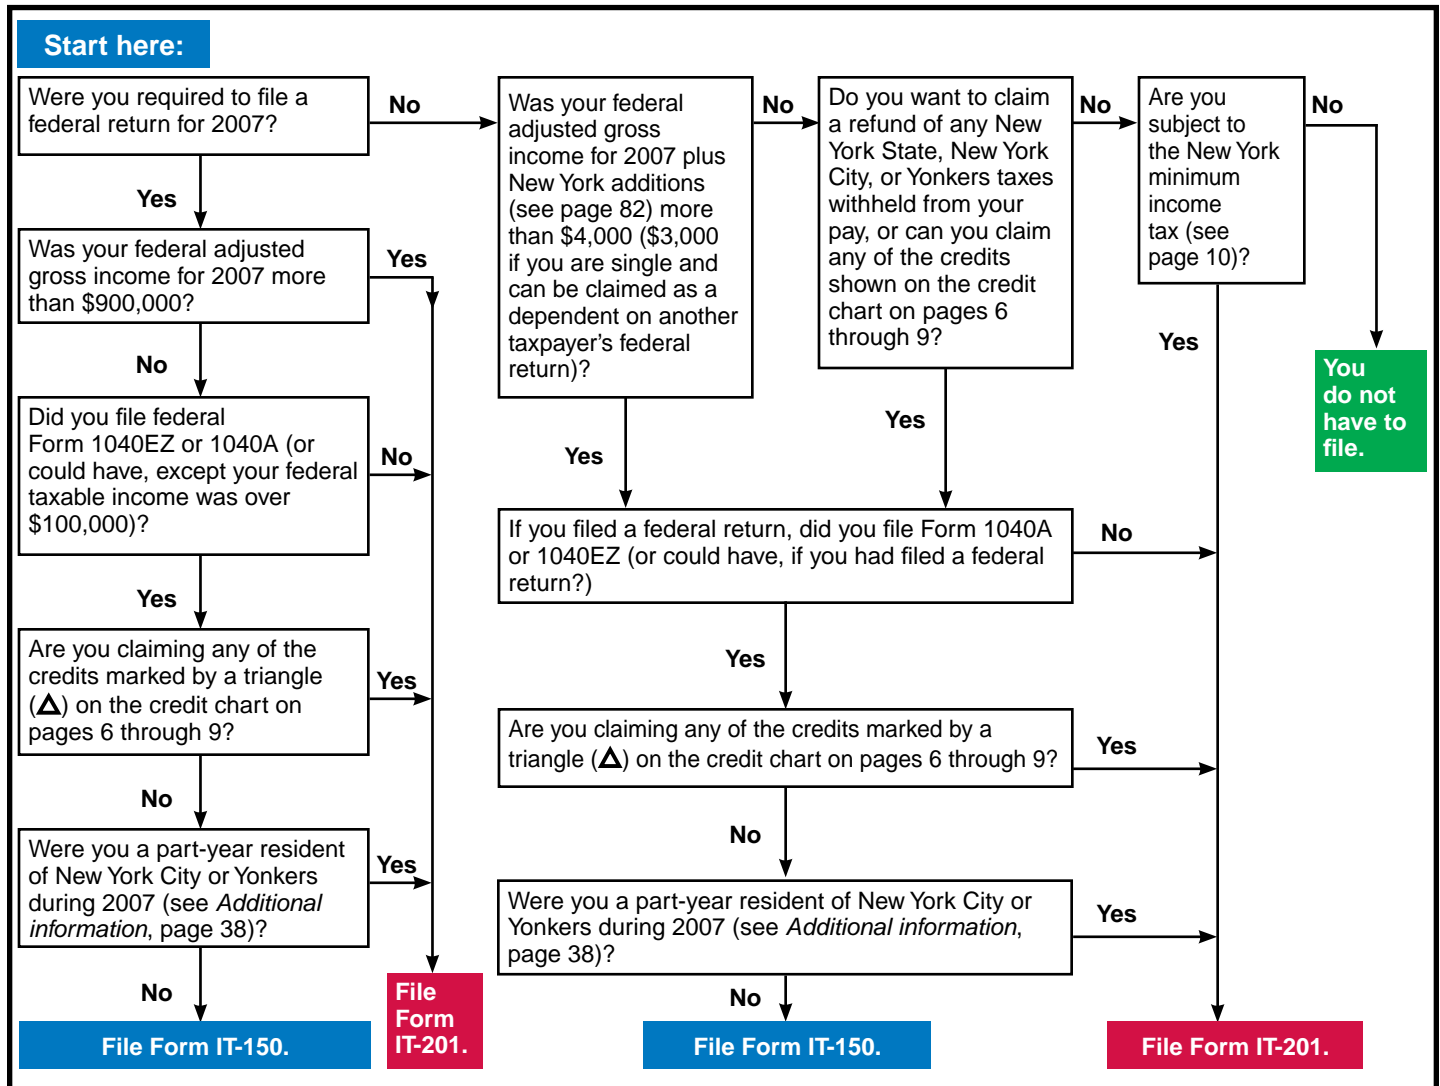 Start here:
Were you required to file a
federal return for 2007?
No
Yes
Was your federal adjusted
gross income for 2007 more
than $900,000?
Yes
No
Did you file federal
Form 1040EZ or 1040A (or
could have, except your federal
taxable income was over
$100,000)?
No
Yes
Are you claiming any of the
credits marked by a triangle
(△) on the credit chart on
pages 6 through 9?
Yes
No
Were you a part-year resident
of New York City or Yonkers
during 2007 (see Additional
information, page 38)?
Yes
No
File Form IT-150.
File
Form
IT-201.
Was your federal
adjusted gross
income for 2007 plus
New York additions
(see page 82) more
than $4,000 ($3,000
if you are single and
can be claimed as a
dependent on another
taxpayer's federal
return)?
No
Yes
Do you want to claim
a refund of any New
York State, New York
City, or Yonkers taxes
withheld from your
pay, or can you claim
any of the credits
shown on the credit
chart on pages 6
through 9?
No
Yes
Are you
subject to
the New York
minimum
income
tax (see
page 10)?
No
Yes
You
do not
have to
file.
If you filed a federal return, did you file Form 1040A
or 1040EZ (or could have, if you had filed a federal
return?)
No
Yes
Are you claiming any of the credits marked by a
triangle (△) on the credit chart on pages 6 through 9?
Yes
No
Were you a part-year resident of New York City or
Yonkers during 2007 (see Additional information,
page 38)?
Yes
No
File Form IT-150.
File Form IT-201.